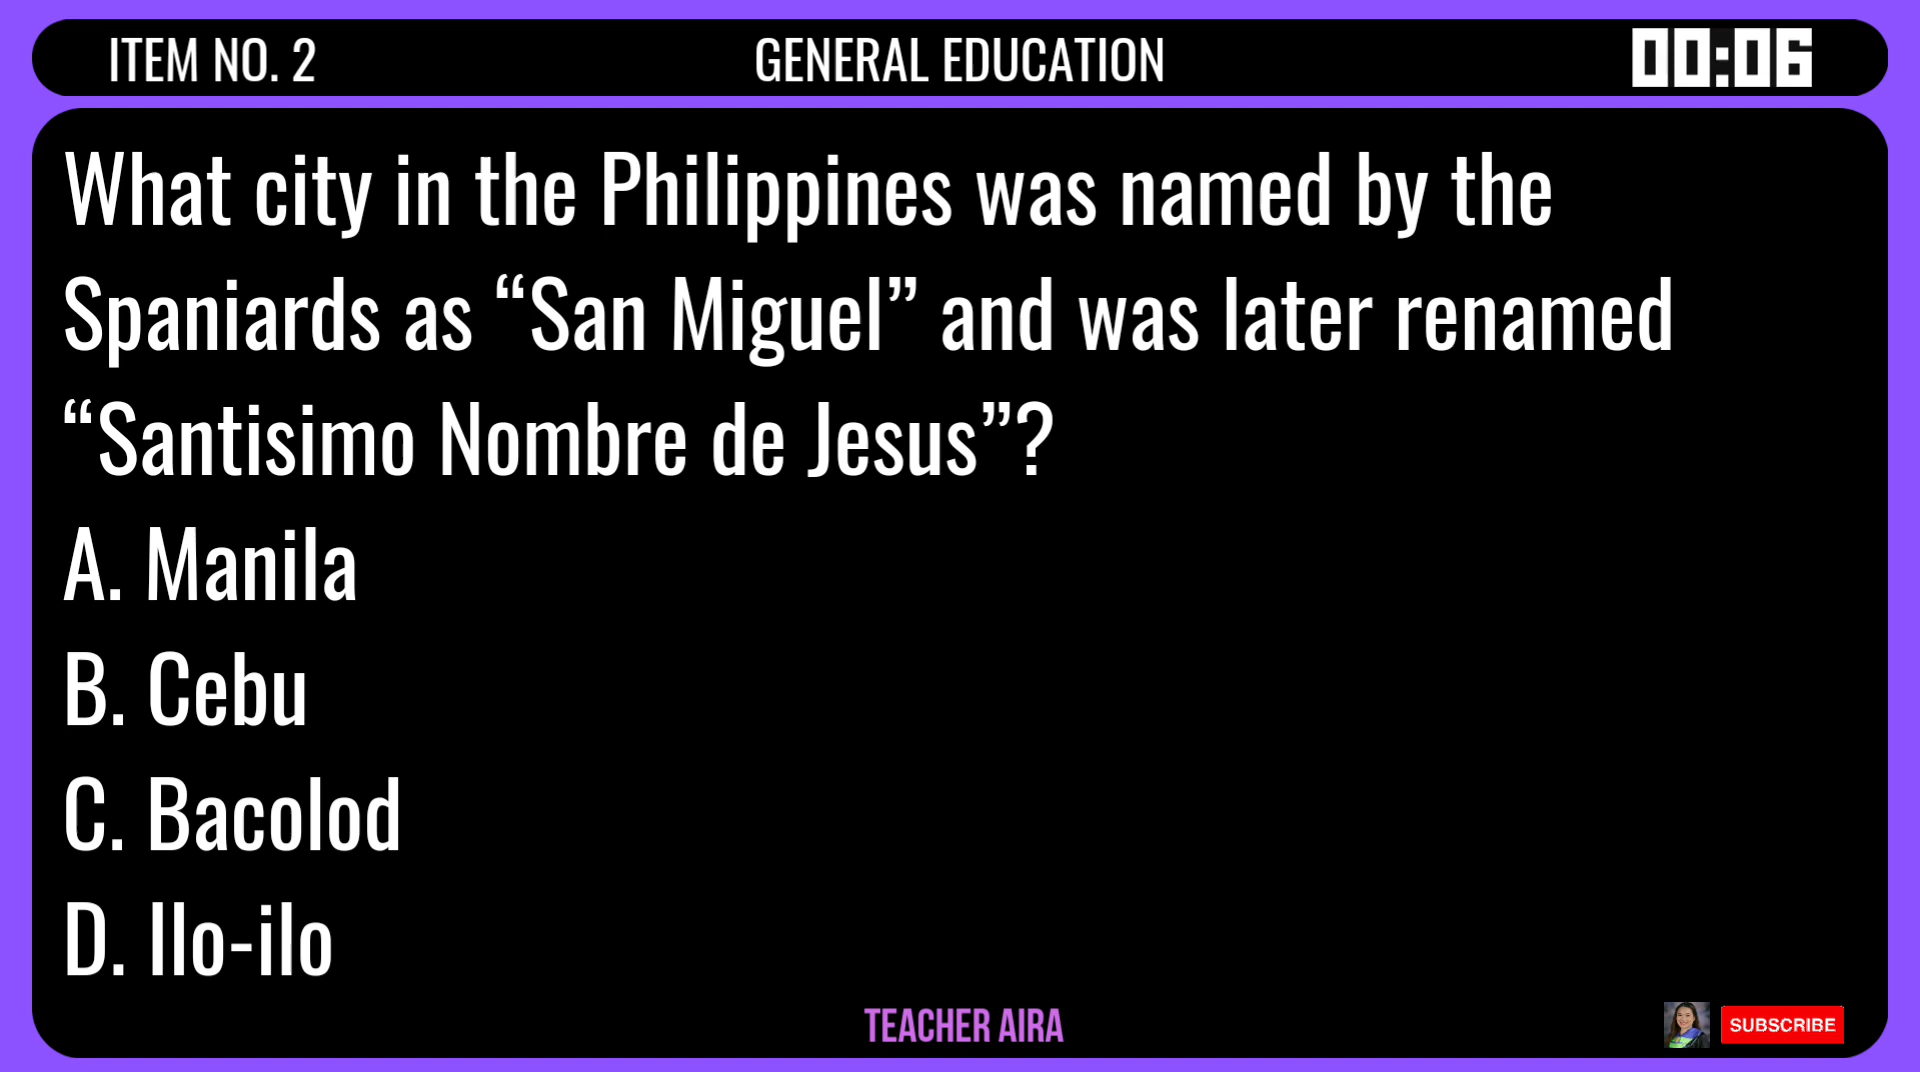 ITEM NO. 2
GENERAL EDUCATION
00:06
What city in the Philippines was named by the
Spaniards as “San Miguel” and was later renamed
“Santisimo Nombre de Jesus”?
A. Manila
B. Cebu
C. Bacolod
D. Ilo-ilo
TEACHER AIRA
SUBSCRIBE